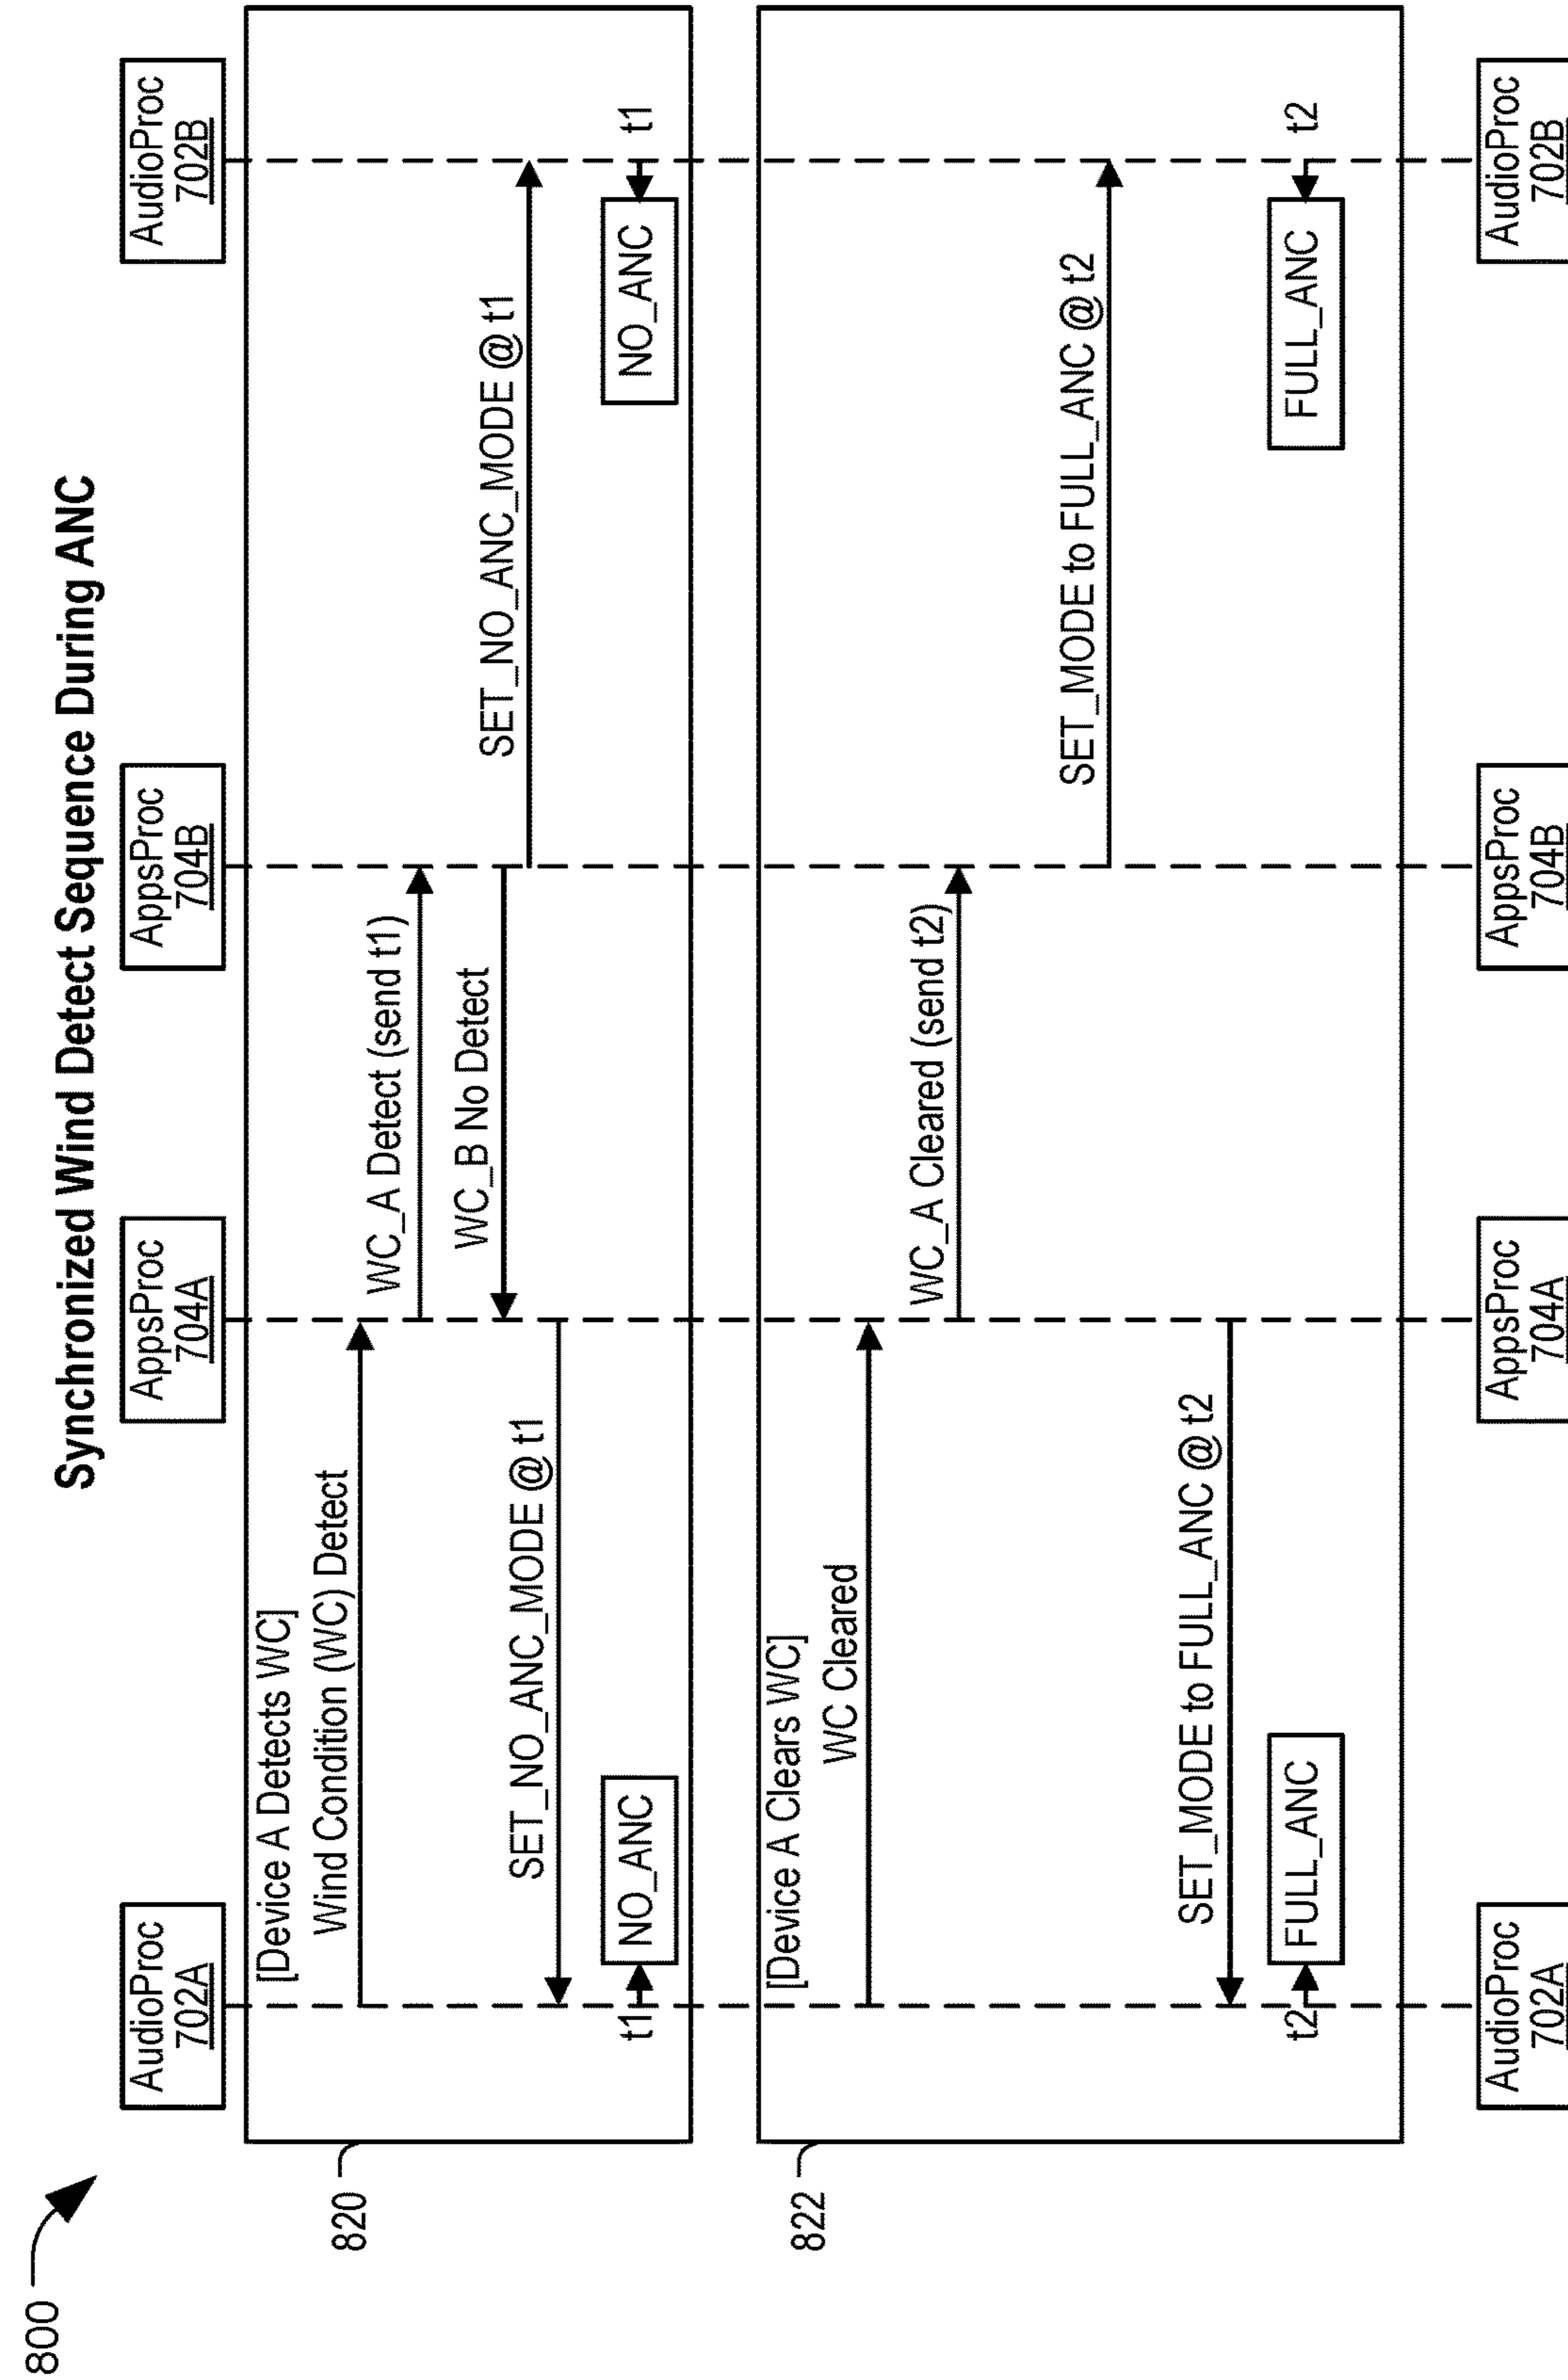 800
Synchronized Wind Detect Sequence During ANC
AudioProc
702A
AppsProc
704A
AppsProc
704B
AudioProc
702B
820
[Device A Detects WC]
Wind Condition (WC) Detect
WC_A Detect (send t1)
WC_B No Detect
SET_NO_ANC_MODE @ t1
SET_NO_ANC_MODE @ t1
t1
NO_ANC
NO_ANC
t1
822
[Device A Clears WC]
WC Cleared
WC_A Cleared (send t2)
SET_MODE to FULL_ANC @ t2
SET_MODE to FULL_ANC @ t2
t2
FULL_ANC
FULL_ANC
t2
AudioProc
702A
AppsProc
704A
AppsProc
704B
AudioProc
702B